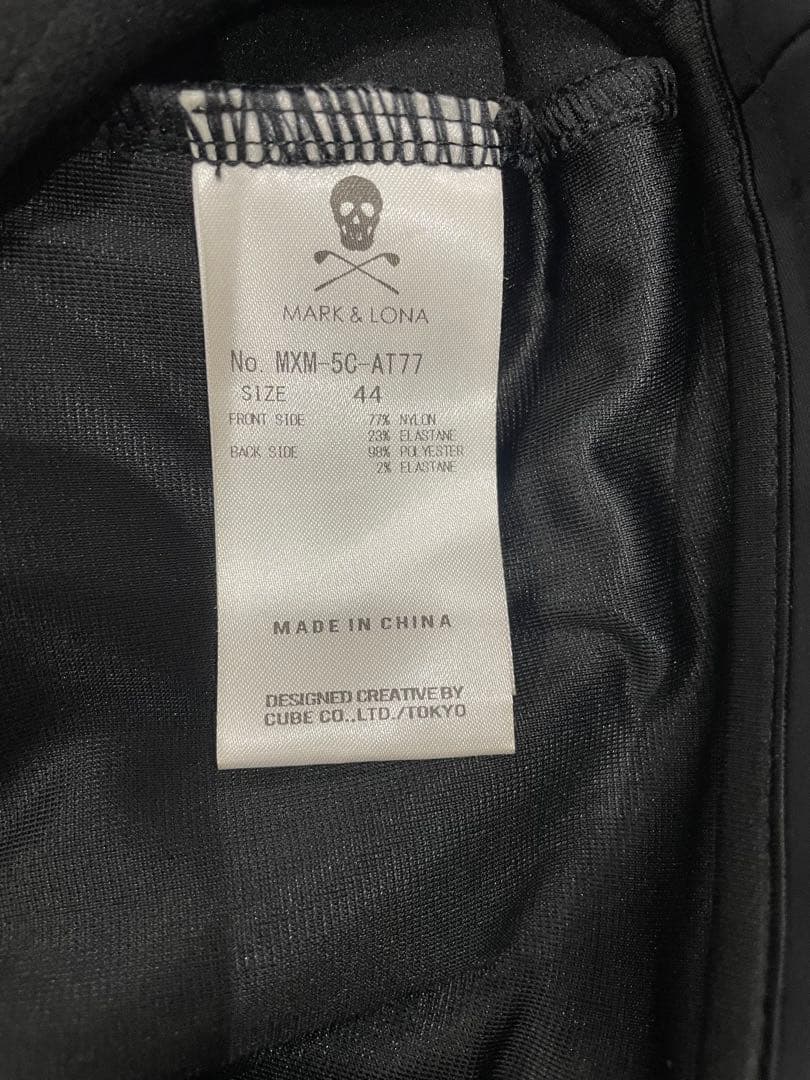 MARK & LONA
No. MXM-5C-AT77
SIZE 44
FRONT SIDE 77% NYLON
23% ELASTANE
BACK SIDE 98% POLYESTER
2% ELASTANE
MADE IN CHINA
DESIGNED CREATIVE BY
CUBE CO.,LTD./TOKYO